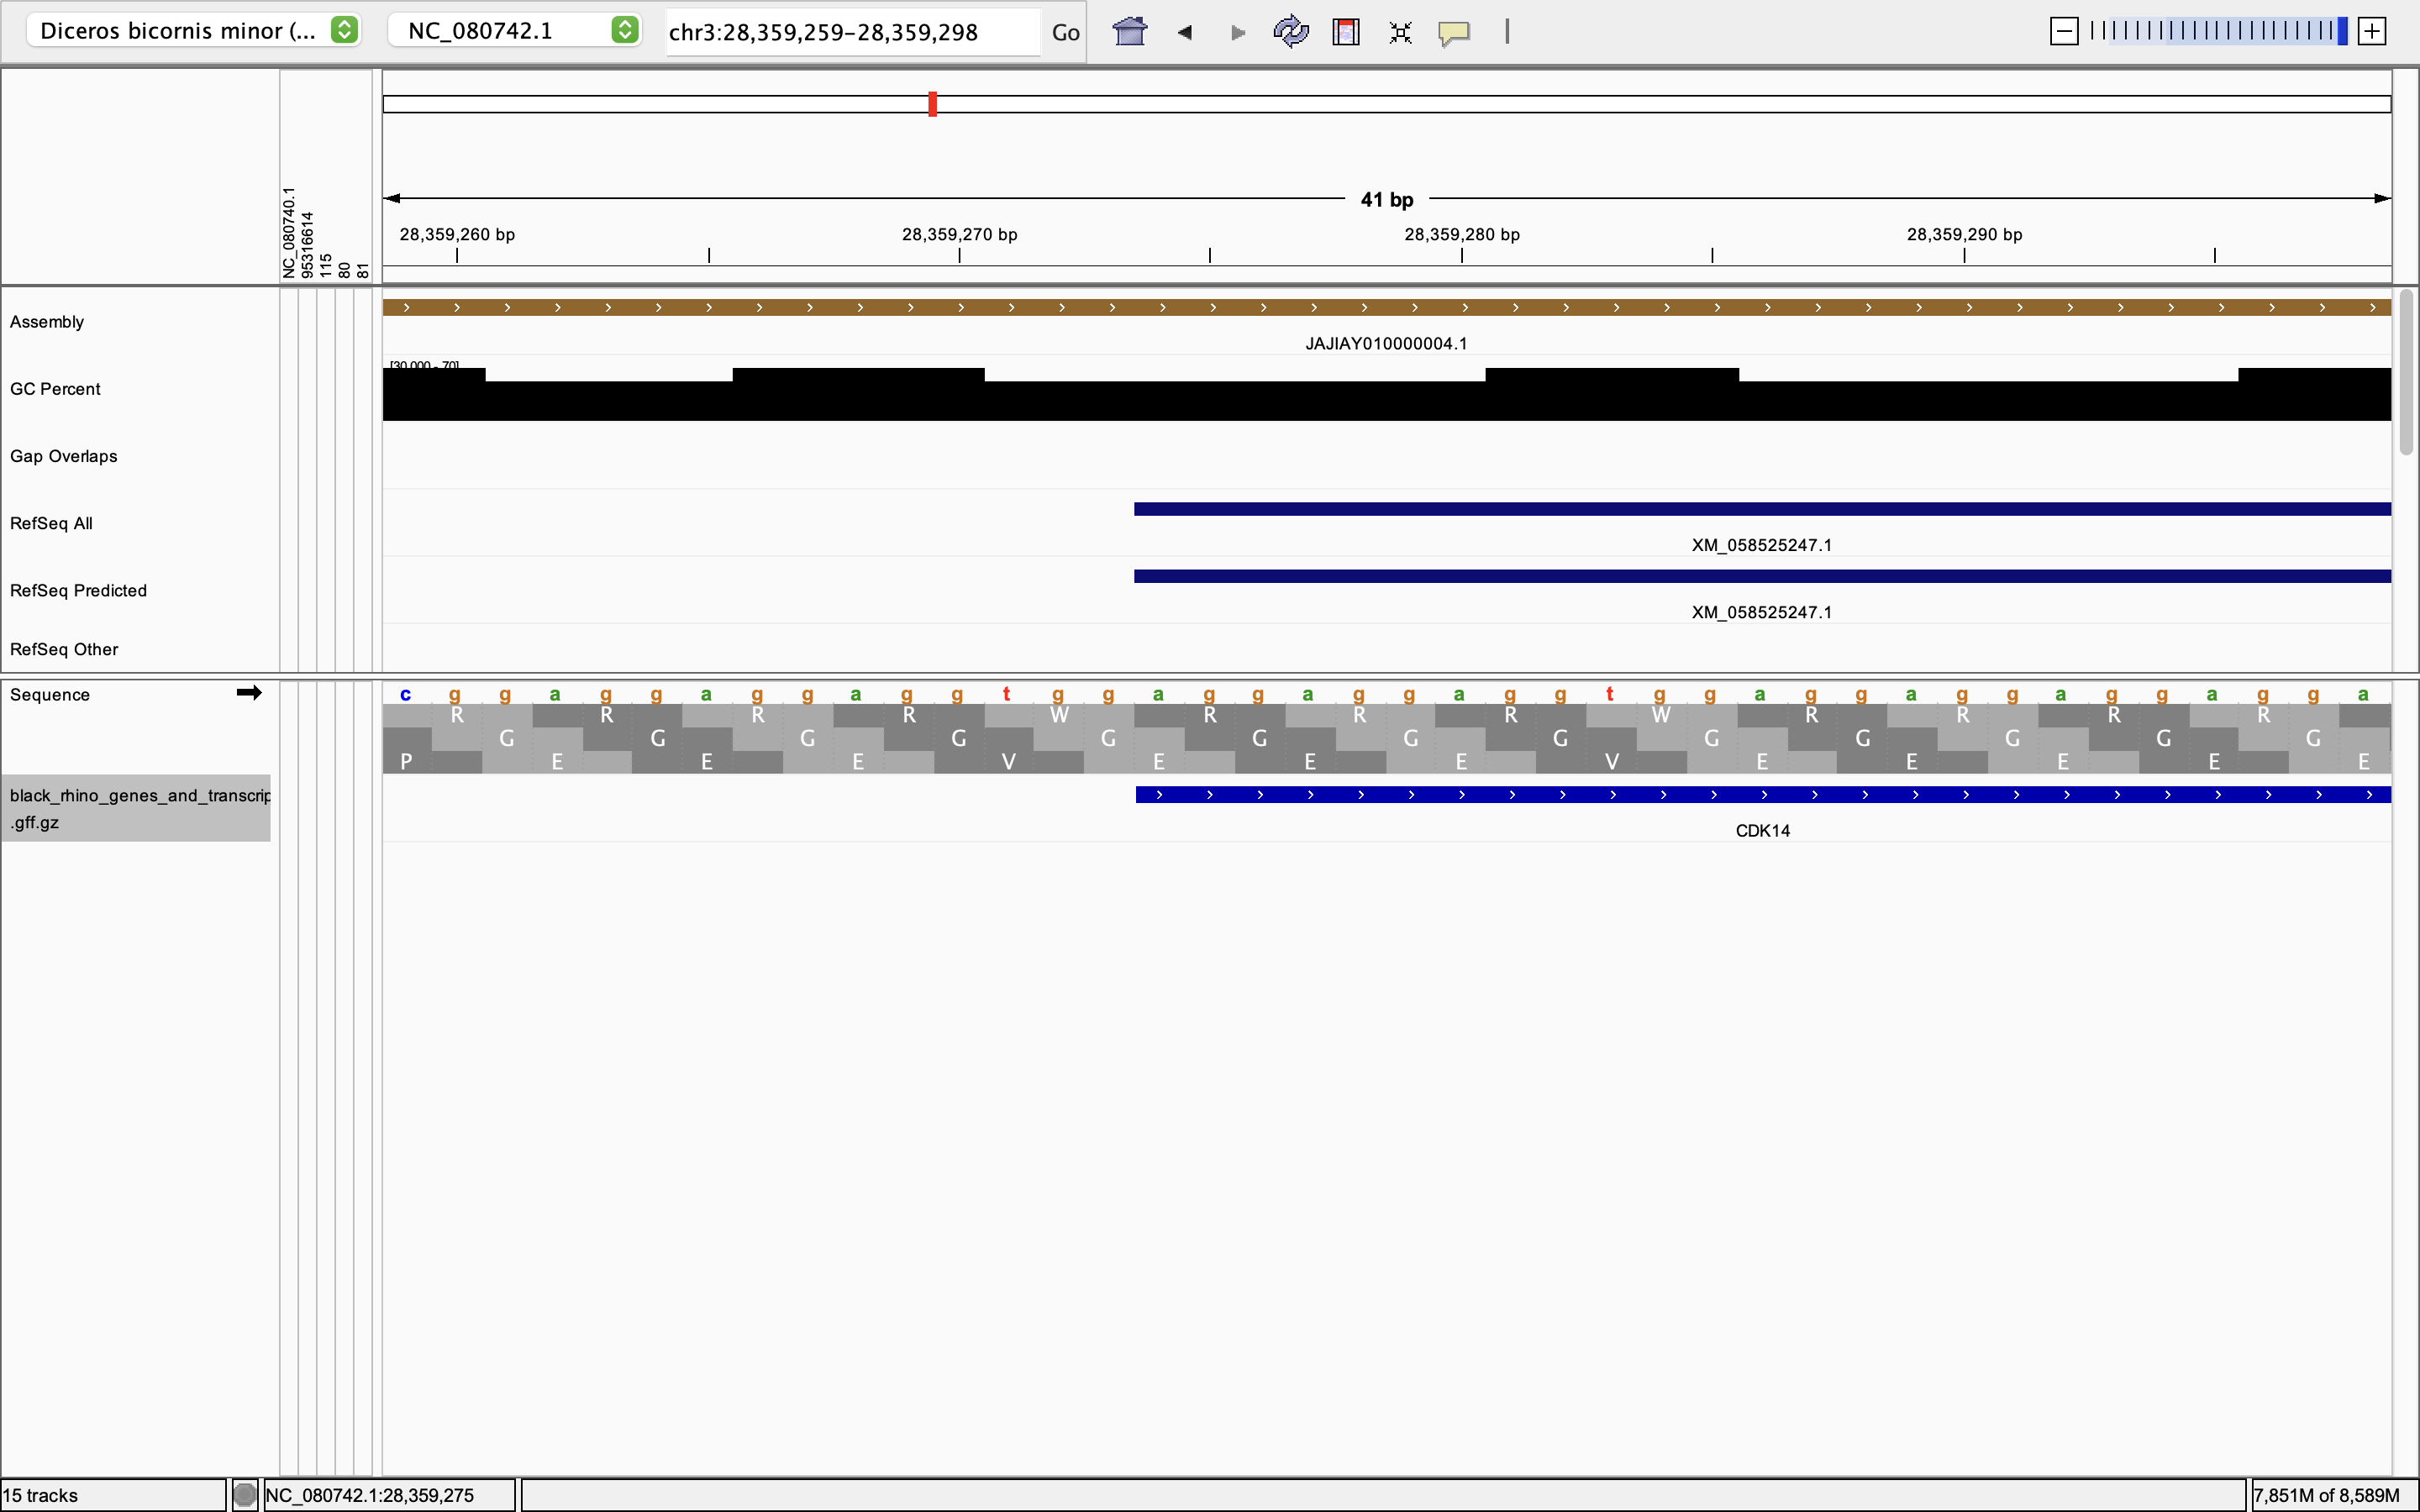 Diceros bicornis minor (...
NC_080742.1
chr3:28,359,259-28,359,298
Go
NC_080740.1
95316614
115
80
81
41 bp
28,359,260 bp
28,359,270 bp
28,359,280 bp
28,359,290 bp
Assembly
JAJIAY010000004.1
[30.000 - 70]
GC Percent
Gap Overlaps
RefSeq All
XM_058525247.1
RefSeq Predicted
XM_058525247.1
RefSeq Other
Sequence
c g g a g g a g g a g g t g g a g g a g g a g g t g g a g g a g g a g g a g g a
R R R R W R R R W R R R R
G G G G G G G G G G G G G
P E E E V E E E V E E E E E
black_rhino_genes_and_transcrip
.gff.gz
CDK14
15 tracks
NC_080742.1:28,359,275
7,851M of 8,589M